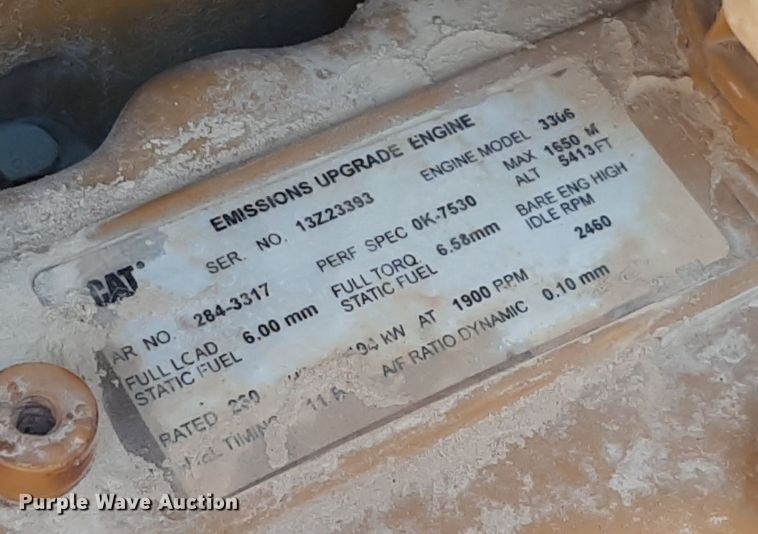 EMISSIONS UPGRADE ENGINE
CAT®
SER. NO. 13Z23393 ENGINE MODEL 3306
AR NO. 284-3317 PERF SPEC 0K-7530 MAX ALT 1650 M 5413 FT
FULL LOAD STATIC FUEL 6.00 mm FULL TORQ. STATIC FUEL 6.58mm BARE ENG HIGH IDLE RPM 2460
RATED kW AT 1900 RPM
TIMING 11 A/F RATIO DYNAMIC 0.10 mm
Purple Wave Auction